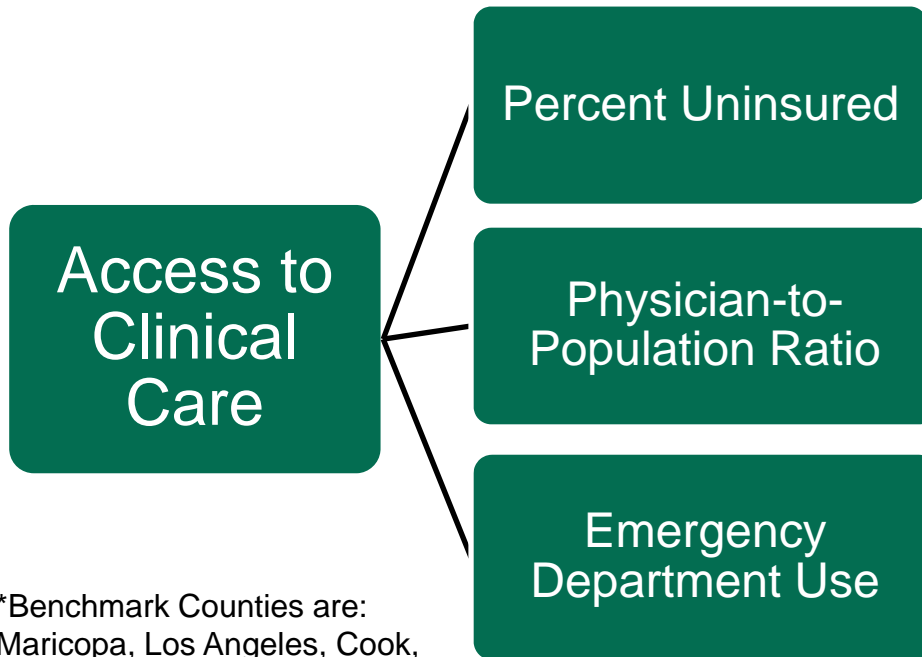 Percent Uninsured
Access to
Clinical
Care
Physician-to-
Population Ratio
Emergency
Department Use
*Benchmark Counties are:
Maricopa, Los Angeles, Cook,